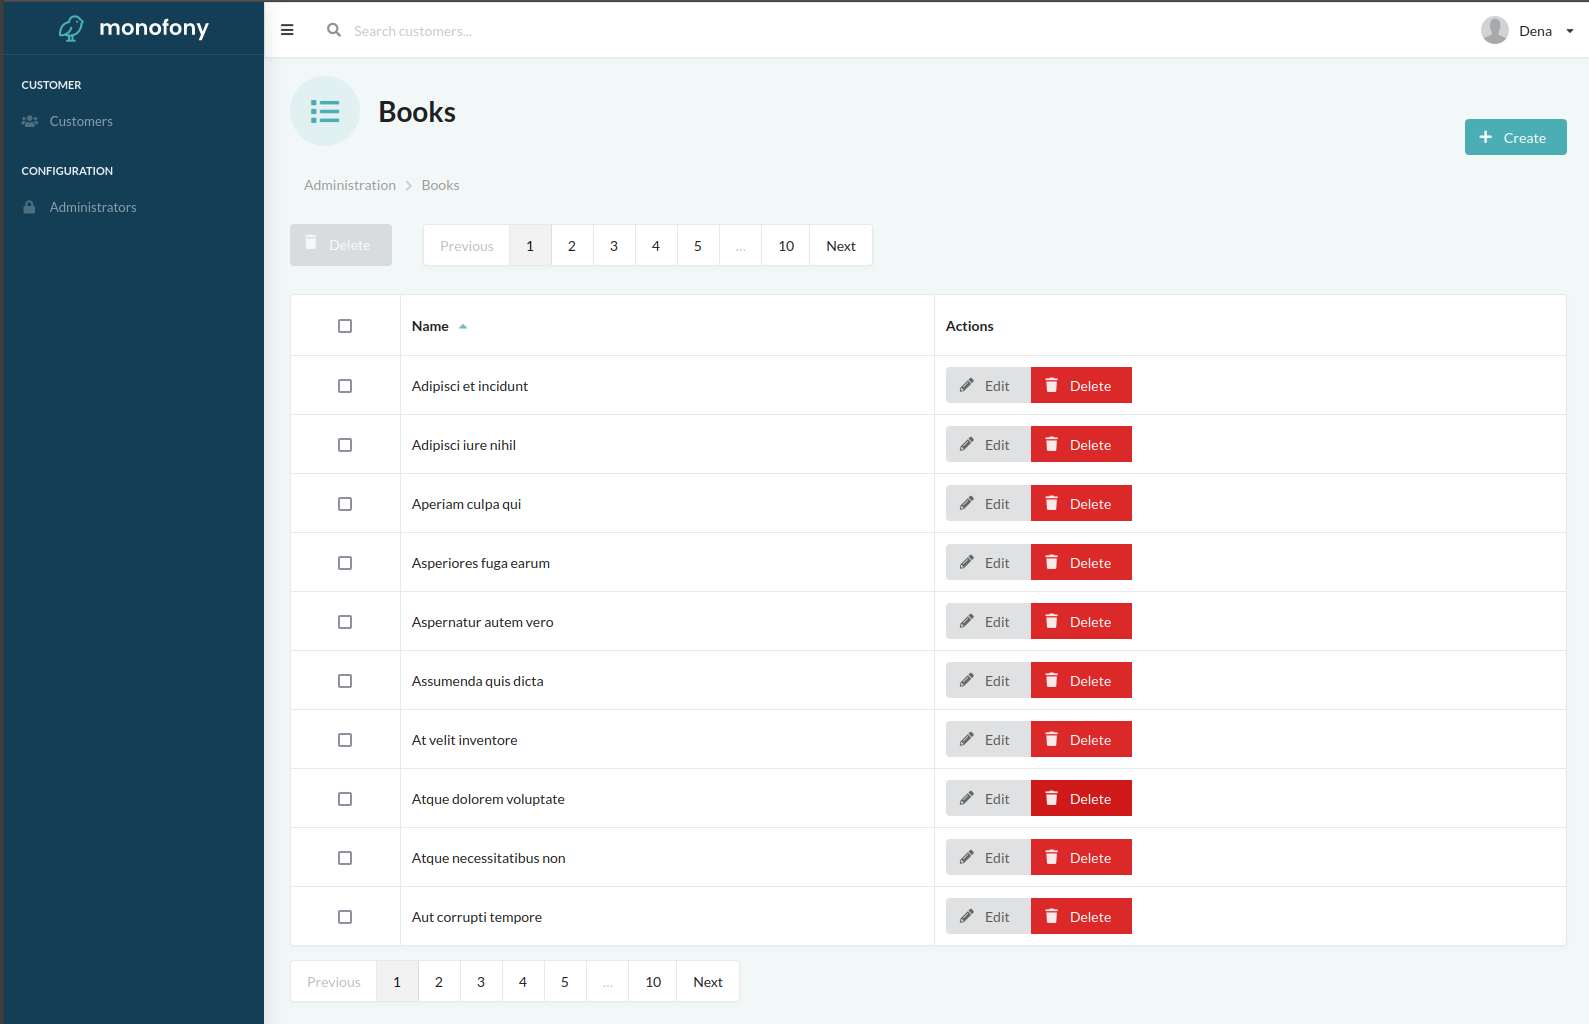 monofony
Search customers...
Dena
CUSTOMER
Customers
CONFIGURATION
Administrators
Books
Create
Administration Books
Delete
Previous 1 2 3 4 5 ... 10 Next
Name Actions
Adipisci et incidunt Edit Delete
Adipisci iure nihil Edit Delete
Aperiam culpa qui Edit Delete
Asperiores fuga earum Edit Delete
Aspernatur autem vero Edit Delete
Assumenda quis dicta Edit Delete
At velit inventore Edit Delete
Atque dolorem voluptate Edit Delete
Atque necessitatibus non Edit Delete
Aut corrupti tempore Edit Delete
Previous 1 2 3 4 5 ... 10 Next